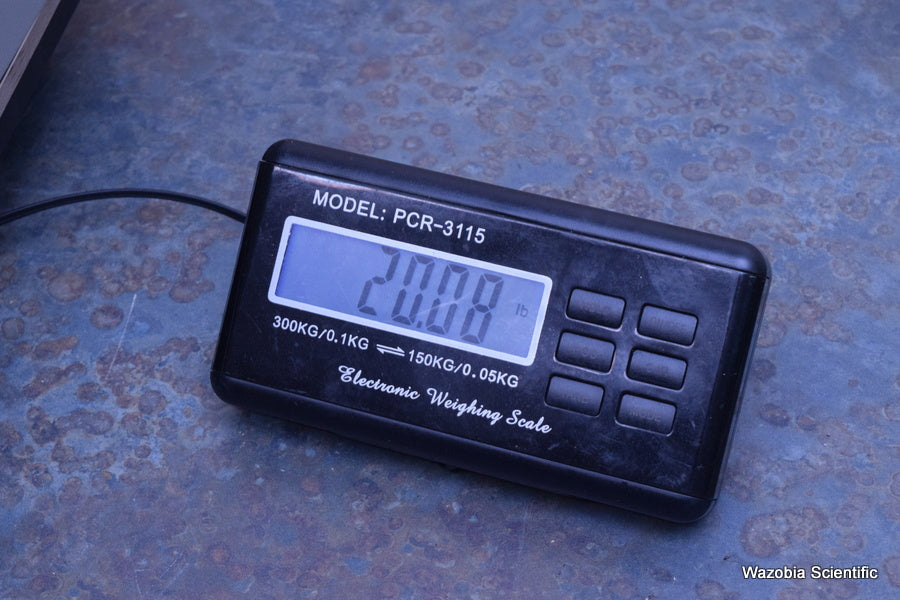 MODEL: PCR-3115
20.08 lb
300KG/0.1KG ⇌ 150KG/0.05KG
Electronic Weighing Scale
Wazobia Scientific